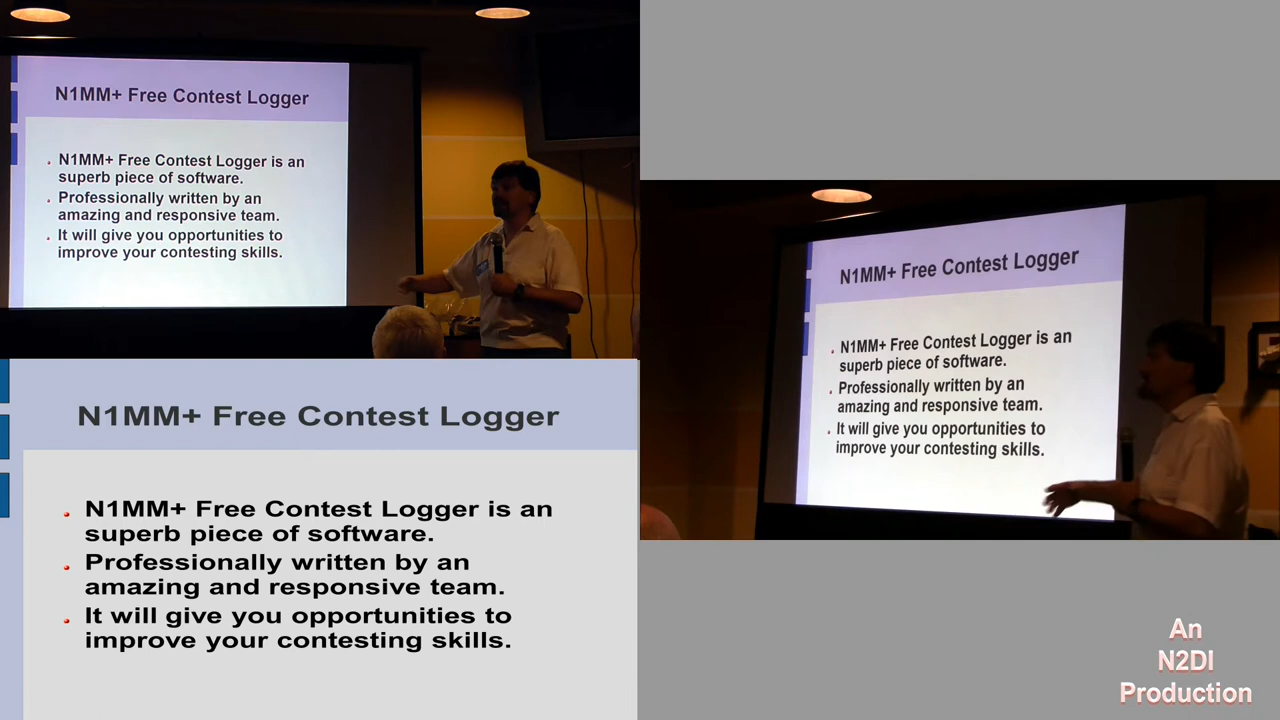 N1MM+ Free Contest Logger
N1MM+ Free Contest Logger is an
superb piece of software.
Professionally written by an
amazing and responsive team.
It will give you opportunities to
improve your contesting skills.
N1MM+ Free Contest Logger
N1MM+ Free Contest Logger is an
superb piece of software.
Professionally written by an
amazing and responsive team.
It will give you opportunities to
improve your contesting skills.
N1MM+ Free Contest Logger
N1MM+ Free Contest Logger is an
superb piece of software.
Professionally written by an
amazing and responsive team.
It will give you opportunities to
improve your contesting skills.
An
N2DI
Production